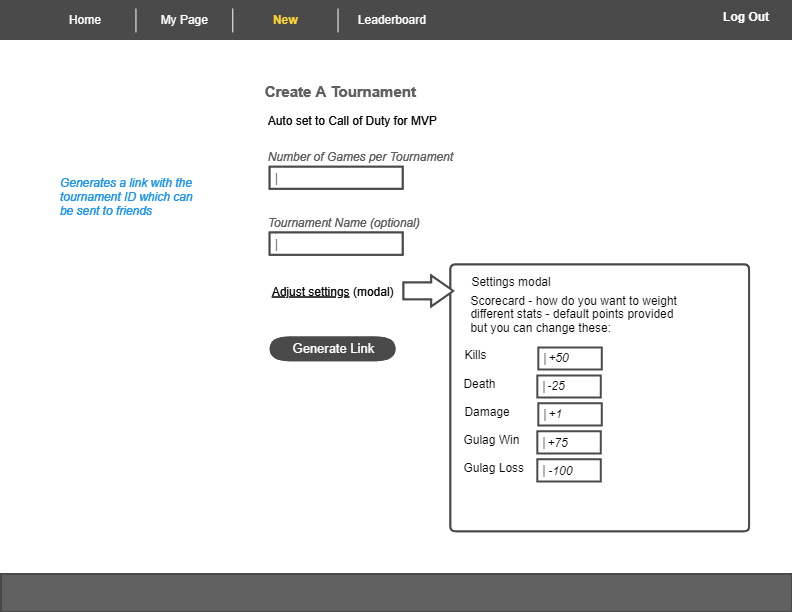 Home
My Page
New
Leaderboard
Log Out
Create A Tournament
Auto set to Call of Duty for MVP
Number of Games per Tournament
Generates a link with the
tournament ID which can
be sent to friends
Tournament Name (optional)
Adjust settings (modal)
Generate Link
Settings modal
Scorecard - how do you want to weight
different stats - default points provided
but you can change these:
Kills
+50
Death
-25
Damage
+1
Gulag Win
+75
Gulag Loss
-100